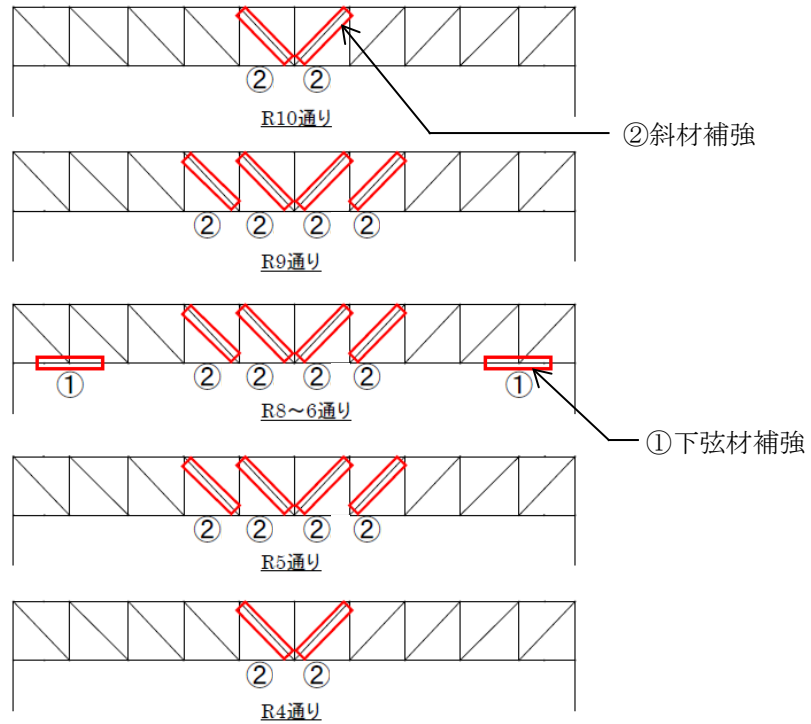 ② ②
R10通り
②斜材補強
② ② ② ②
R9通り
① ② ② ② ② ①
R8～6通り
①下弦材補強
② ② ② ②
R5通り
② ②
R4通り